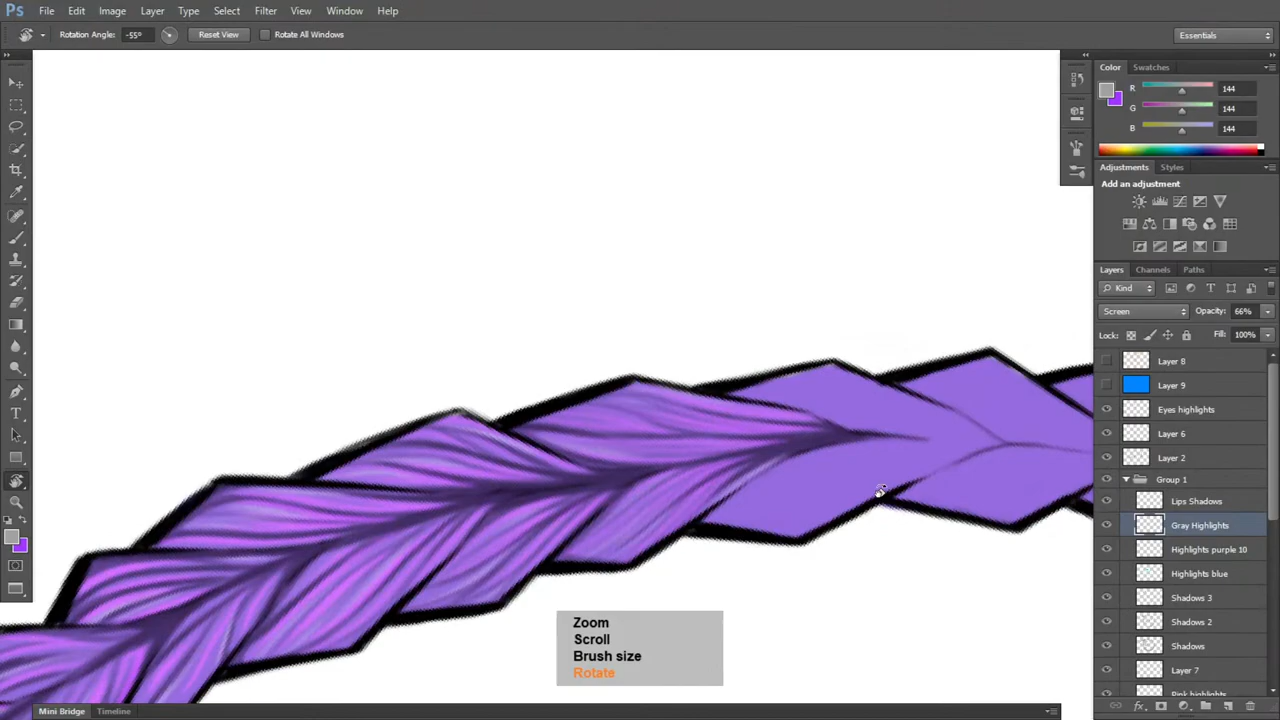 Ps File Edit Image Layer Type Select Filter View Window Help
Rotation Angle: -55° Reset View Rotate All Windows Essentials
Color Swatches
R 144
G 144
B 144
Adjustments Styles
Add an adjustment
Layers Channels Paths
Kind T
Screen Opacity: 66%
Lock: Fill: 100%
Layer 8
Layer 9
Eyes highlights
Layer 6
Layer 2
Group 1
Lips Shadows
Gray Highlights
Highlights purple 10
Highlights blue
Shadows 3
Shadows 2
Shadows
Layer 7
Pink highlights
fx
Zoom
Scroll
Brush size
Rotate
Mini Bridge Timeline